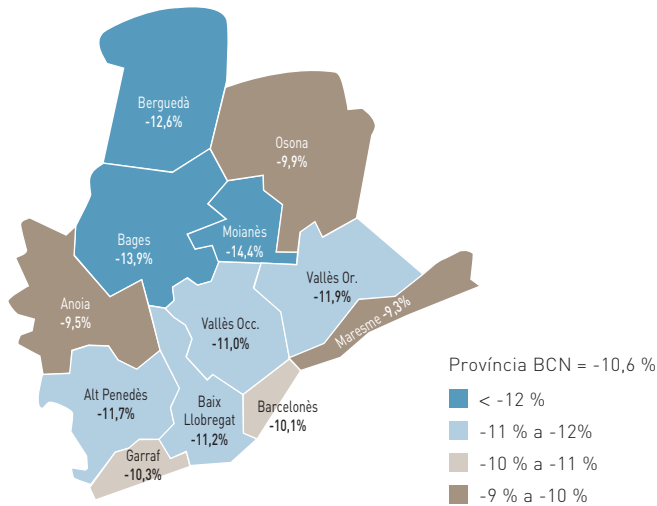 Berguedà
-12,6%
Osona
-9,9%
Moianès
-14,4%
Bages
-13,9%
Vallès Or.
-11,9%
Anoia
-9,5%
Maresme -9,3%
Vallès Occ.
-11,0%
Alt Penedès
-11,7%
Baix
Llobregat
-11,2%
Barcelonès
-10,1%
Garraf
-10,3%
Província BCN = -10,6 %
< -12 %
-11 % a -12%
-10 % a -11 %
-9 % a -10 %